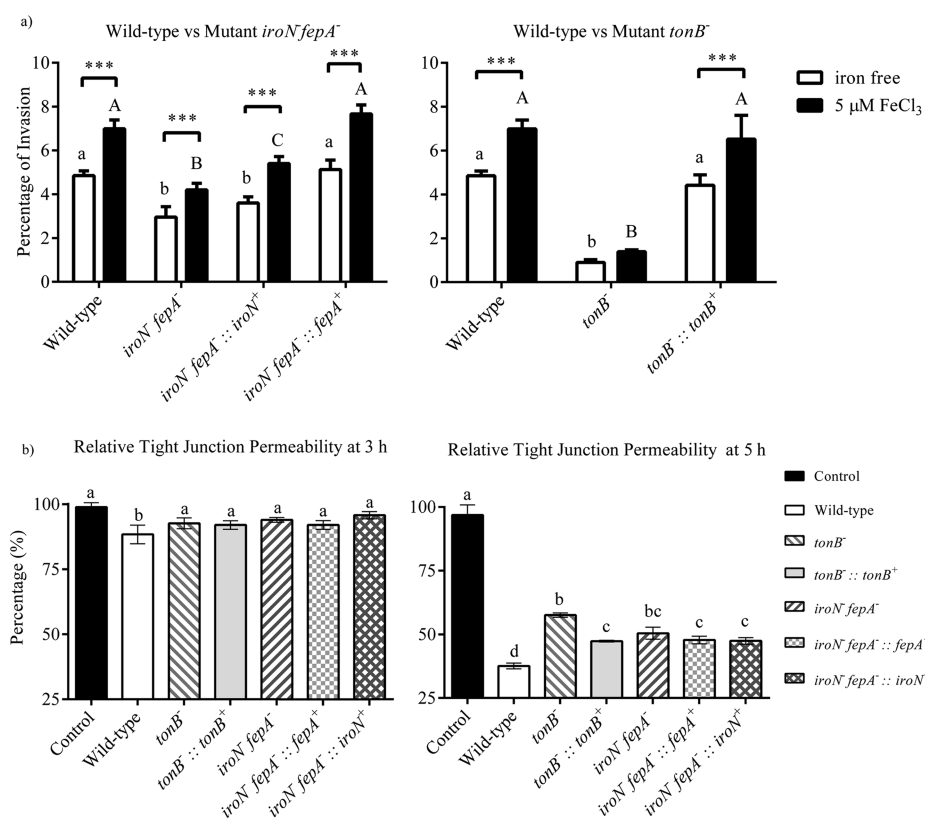 a)
Wild-type vs Mutant iroN⁻fepA⁻
Wild-type vs Mutant tonB⁻
Percentage of Invasion
10
8
6
4
2
0
***
***
***
***
a
A
b
B
b
C
a
A
Wild-type
iroN⁻ fepA⁻
iroN⁻ fepA⁻ :: iroN⁺
iroN⁻ fepA⁻ :: fepA⁺
10
8
6
4
2
0
***
***
a
A
b
B
a
A
Wild-type
tonB⁻
tonB⁻ :: tonB⁺
iron free
5 μM FeCl₃
b)
Relative Tight Junction Permeability at 3 h
Relative Tight Junction Permeability at 5 h
Percentage (%)
100
75
50
25
a
b
a
a
a
a
a
Control
Wild-type
tonB⁻
tonB⁻ :: tonB⁺
iroN⁻ fepA⁻
iroN⁻ fepA⁻ :: fepA⁺
iroN⁻ fepA⁻ :: iroN⁺
100
75
50
25
a
d
b
c
bc
c
c
Control
Wild-type
tonB⁻
tonB⁻ :: tonB⁺
iroN⁻ fepA⁻
iroN⁻ fepA⁻ :: fepA⁺
iroN⁻ fepA⁻ :: iroN⁺
Control
Wild-type
tonB⁻
tonB⁻ :: tonB⁺
iroN⁻ fepA⁻
iroN⁻ fepA⁻ :: fepA
iroN⁻ fepA⁻ :: iroN